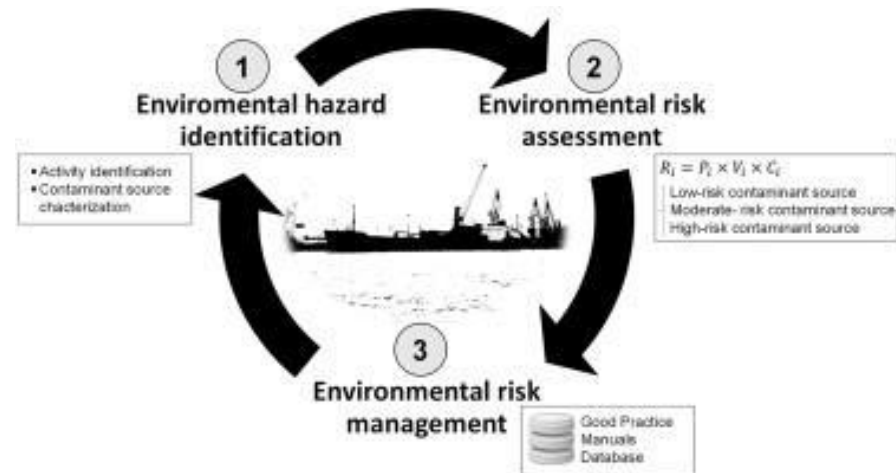 1
Enviromental hazard
identification
▪ Activity identification
▪ Contaminant source
chacterization
2
Environmental risk
assessment
R_i = P_i × V_i × C_i
Low-risk contaminant source
Moderate- risk contaminant source
High-risk contaminant source
3
Environmental risk
management
Good Practice
Manuals
Database